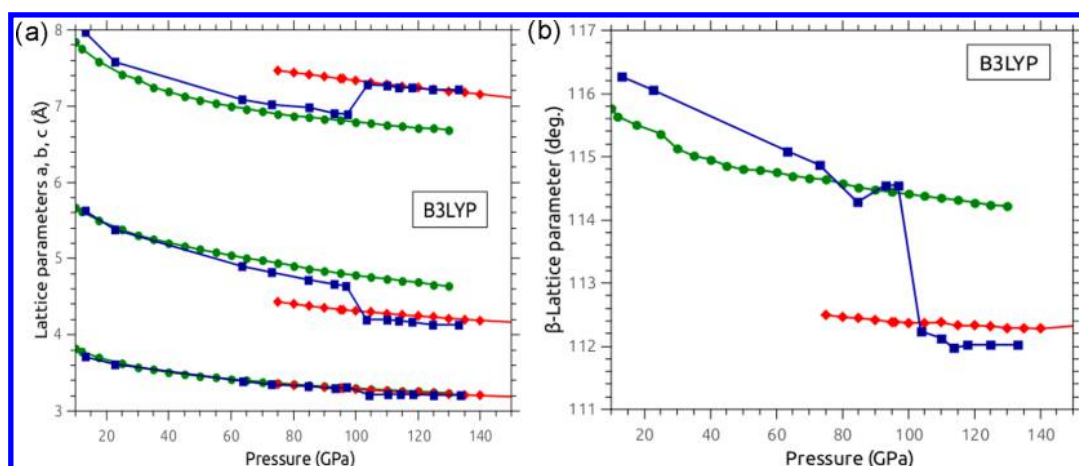 (a)
8
7
6
5
4
3
Lattice parameters a, b, c (Å)
B3LYP
20 40 60 80 100 120 140
Pressure (GPa)
(b)
117
116
115
114
113
112
111
β-Lattice parameter (deg.)
B3LYP
20 40 60 80 100 120 140
Pressure (GPa)